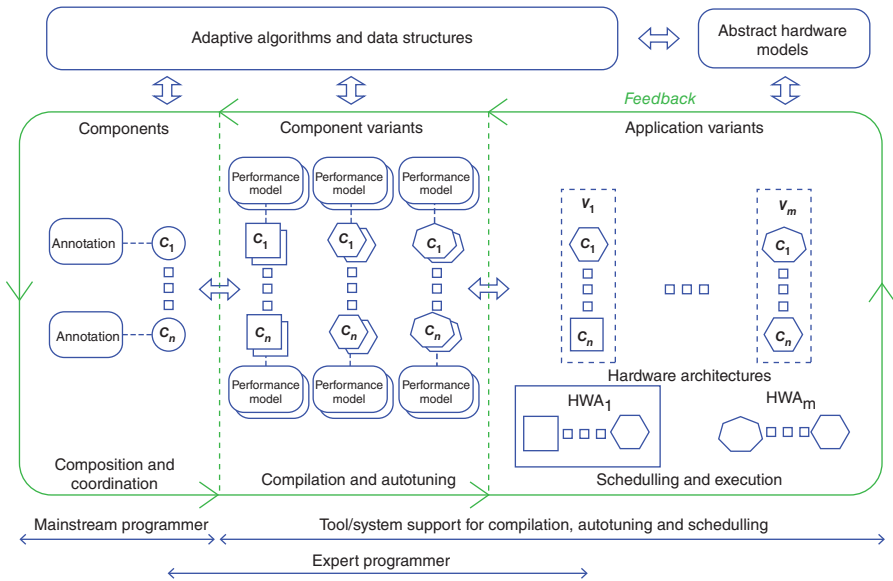 Adaptive algorithms and data structures
Abstract hardware
models
Feedback
Components
Component variants
Application variants
Performance
model
Performance
model
Performance
model
V1
Vm
Annotation
C1
C1
C1
C1
C1
C1
Annotation
Cn
Cn
Cn
Cn
Cn
Cn
Performance
model
Performance
model
Performance
model
Hardware architectures
HWA1
HWAm
Composition and
coordination
Compilation and autotuning
Schedulling and execution
Mainstream programmer
Tool/system support for compilation, autotuning and schedulling
Expert programmer